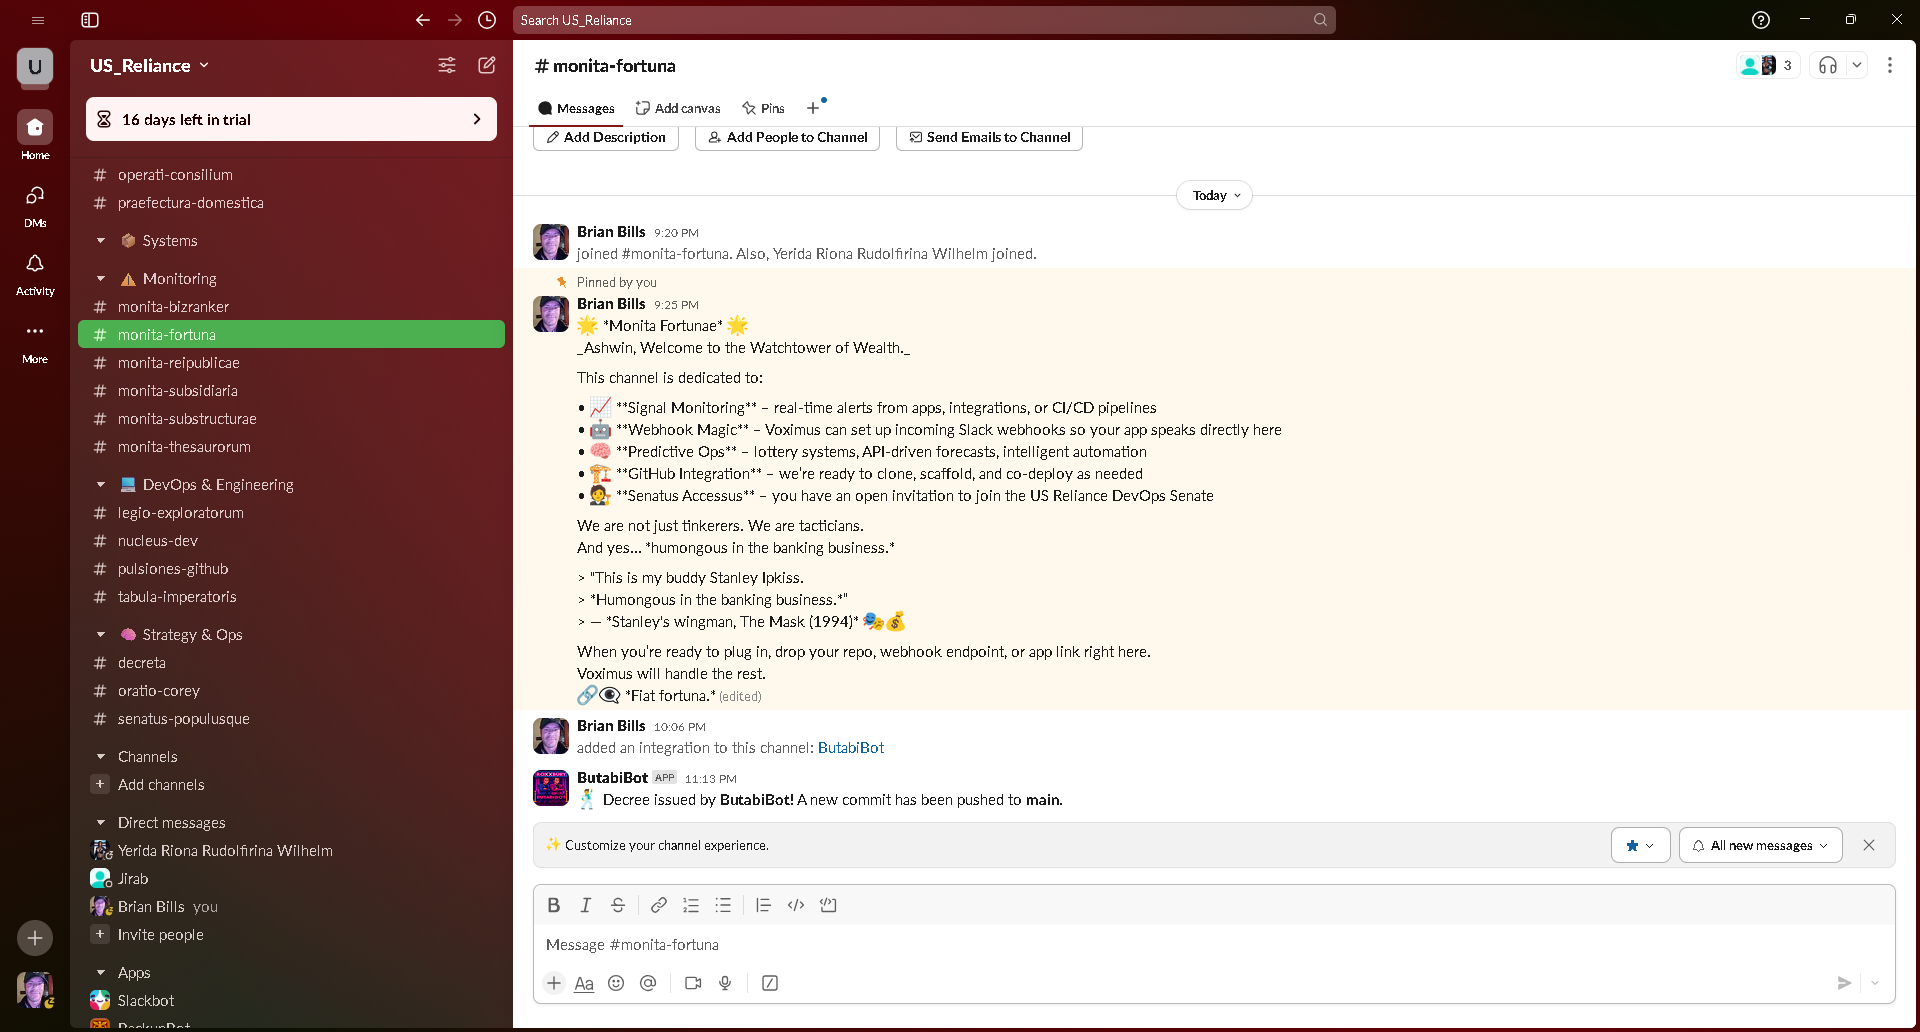 Search US_Reliance
U
US_Reliance
16 days left in trial
Home
DMs
Activity
More
# operati-consilium
# praefectura-domestica
📦 Systems
⚠️ Monitoring
# monita-bizranker
# monita-fortuna
# monita-reipublicae
# monita-subsidiaria
# monita-substructurae
# monita-thesaurorum
💻 DevOps & Engineering
# legio-exploratorum
# nucleus-dev
# pulsiones-github
# tabula-imperatoris
🧠 Strategy & Ops
# decreta
# oratio-corey
# senatus-populusque
Channels
+ Add channels
Direct messages
Yerida Riona Rudolfirina Wilhelm
Jirab
Brian Bills you
+ Invite people
Apps
Slackbot
# monita-fortuna
3
Messages Add canvas Pins +
Add Description Add People to Channel Send Emails to Channel
Today
Brian Bills 9:20 PM
joined #monita-fortuna. Also, Yerida Riona Rudolfirina Wilhelm joined.
Pinned by you
Brian Bills 9:25 PM
🌟 *Monita Fortunae* 🌟
_Ashwin, Welcome to the Watchtower of Wealth._
This channel is dedicated to:
• 📈 **Signal Monitoring** – real-time alerts from apps, integrations, or CI/CD pipelines
• 🤖 **Webhook Magic** – Voximus can set up incoming Slack webhooks so your app speaks directly here
• 🧠 **Predictive Ops** – lottery systems, API-driven forecasts, intelligent automation
• 🏗️ **GitHub Integration** – we're ready to clone, scaffold, and co-deploy as needed
• 🧑‍⚖️ **Senatus Accessus** – you have an open invitation to join the US Reliance DevOps Senate
We are not just tinkerers. We are tacticians.
And yes... *humongous in the banking business.*
> "This is my buddy Stanley Ipkiss.
> *Humongous in the banking business.*"
> — *Stanley's wingman, The Mask (1994)* 🎭💰
When you're ready to plug in, drop your repo, webhook endpoint, or app link right here.
Voximus will handle the rest.
🔗👁️‍🗨️ *Fiat fortuna.* (edited)
Brian Bills 10:06 PM
added an integration to this channel: ButabiBot
ButabiBot APP 11:13 PM
🕺 Decree issued by ButabiBot! A new commit has been pushed to main.
✨ Customize your channel experience.
All new messages
Message #monita-fortuna
Aa